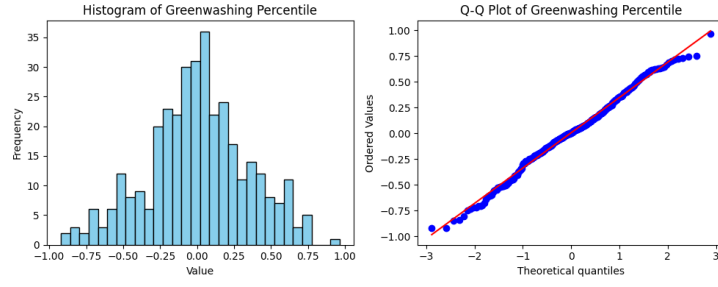 Histogram of Greenwashing Percentile
Frequency
35
30
25
20
15
10
5
0
−1.00 −0.75 −0.50 −0.25 0.00 0.25 0.50 0.75 1.00
Value
Q-Q Plot of Greenwashing Percentile
Ordered Values
1.00
0.75
0.50
0.25
0.00
−0.25
−0.50
−0.75
−1.00
−3 −2 −1 0 1 2 3
Theoretical quantiles